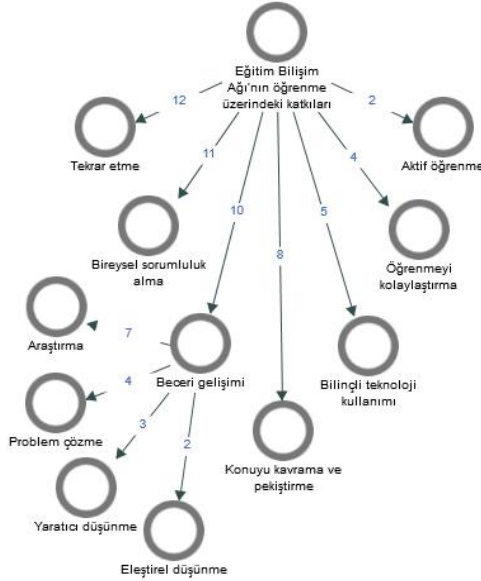 Eğitim Bilişim
Ağı'nın öğrenme
üzerindeki katkıları
12
2
Tekrar etme
Aktif öğrenme
11
4
Bireysel sorumluluk
alma
10
5
Öğrenmeyi
kolaylaştırma
8
7
Araştırma
Beceri gelişimi
Bilinçli teknoloji
kullanımı
4
Problem çözme
3
2
Konuyu kavrama ve
pekiştirme
Yaratıcı düşünme
Eleştirel düşünme